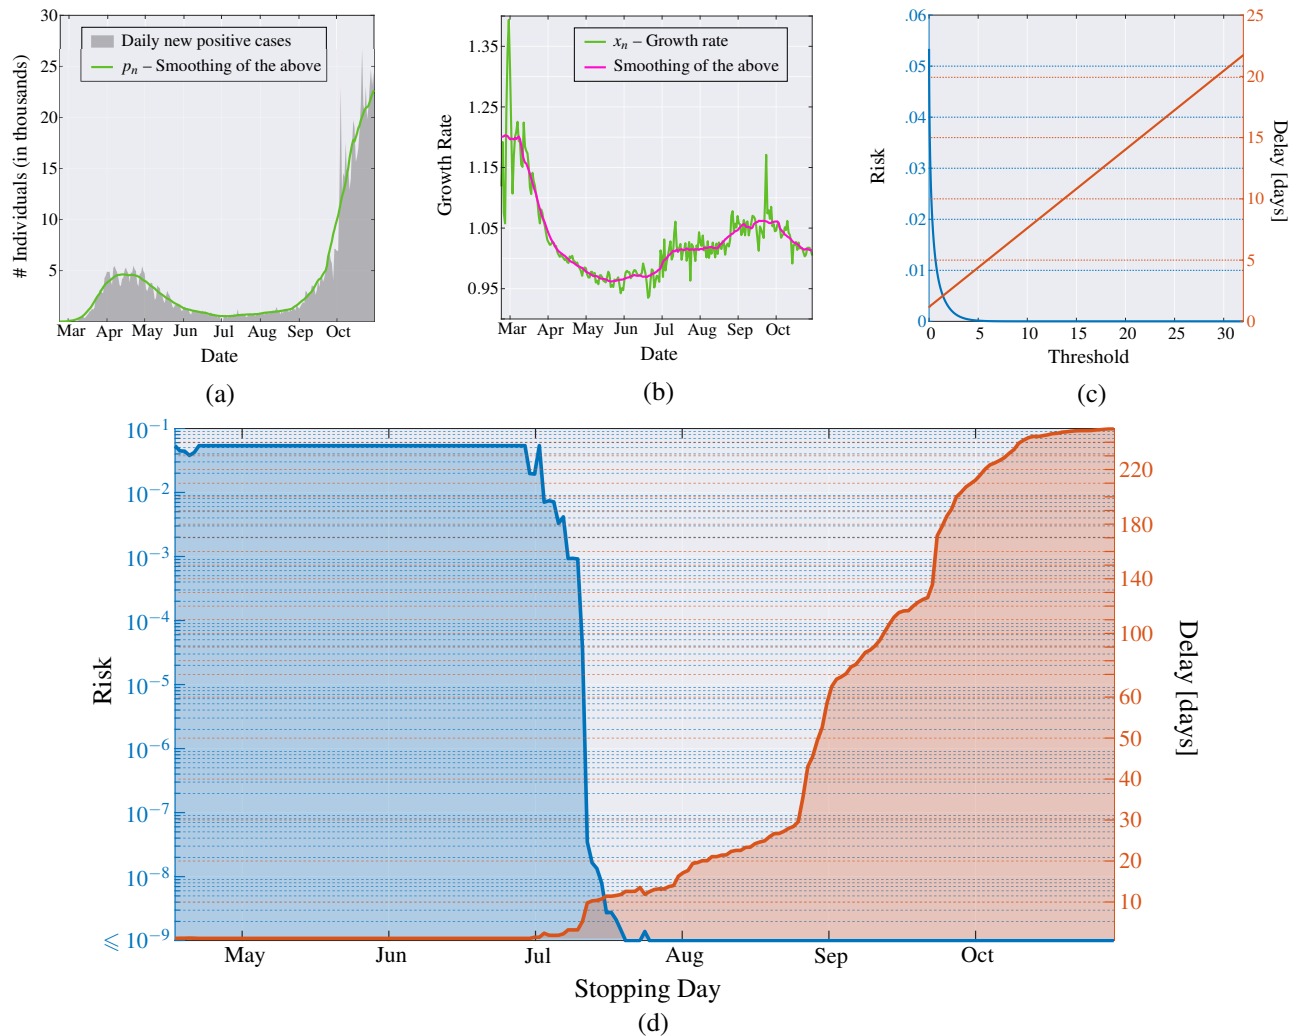 30
25
20
15
10
5
# Individuals (in thousands)
Daily new positive cases
pₙ – Smoothing of the above
Mar Apr May Jun Jul Aug Sep Oct
Date
(a)
1.35
1.25
1.15
1.05
0.95
Growth Rate
xₙ – Growth rate
Smoothing of the above
Mar Apr May Jun Jul Aug Sep Oct
Date
(b)
.06
.05
.04
.03
.02
.01
0
Risk
25
20
15
10
5
0
Delay [days]
0 5 10 15 20 25 30
Threshold
(c)
10⁻¹
10⁻²
10⁻³
10⁻⁴
10⁻⁵
10⁻⁶
10⁻⁷
10⁻⁸
≪ 10⁻⁹
Risk
220
180
140
100
60
50
40
30
20
10
Delay [days]
May Jun Jul Aug Sep Oct
Stopping Day
(d)